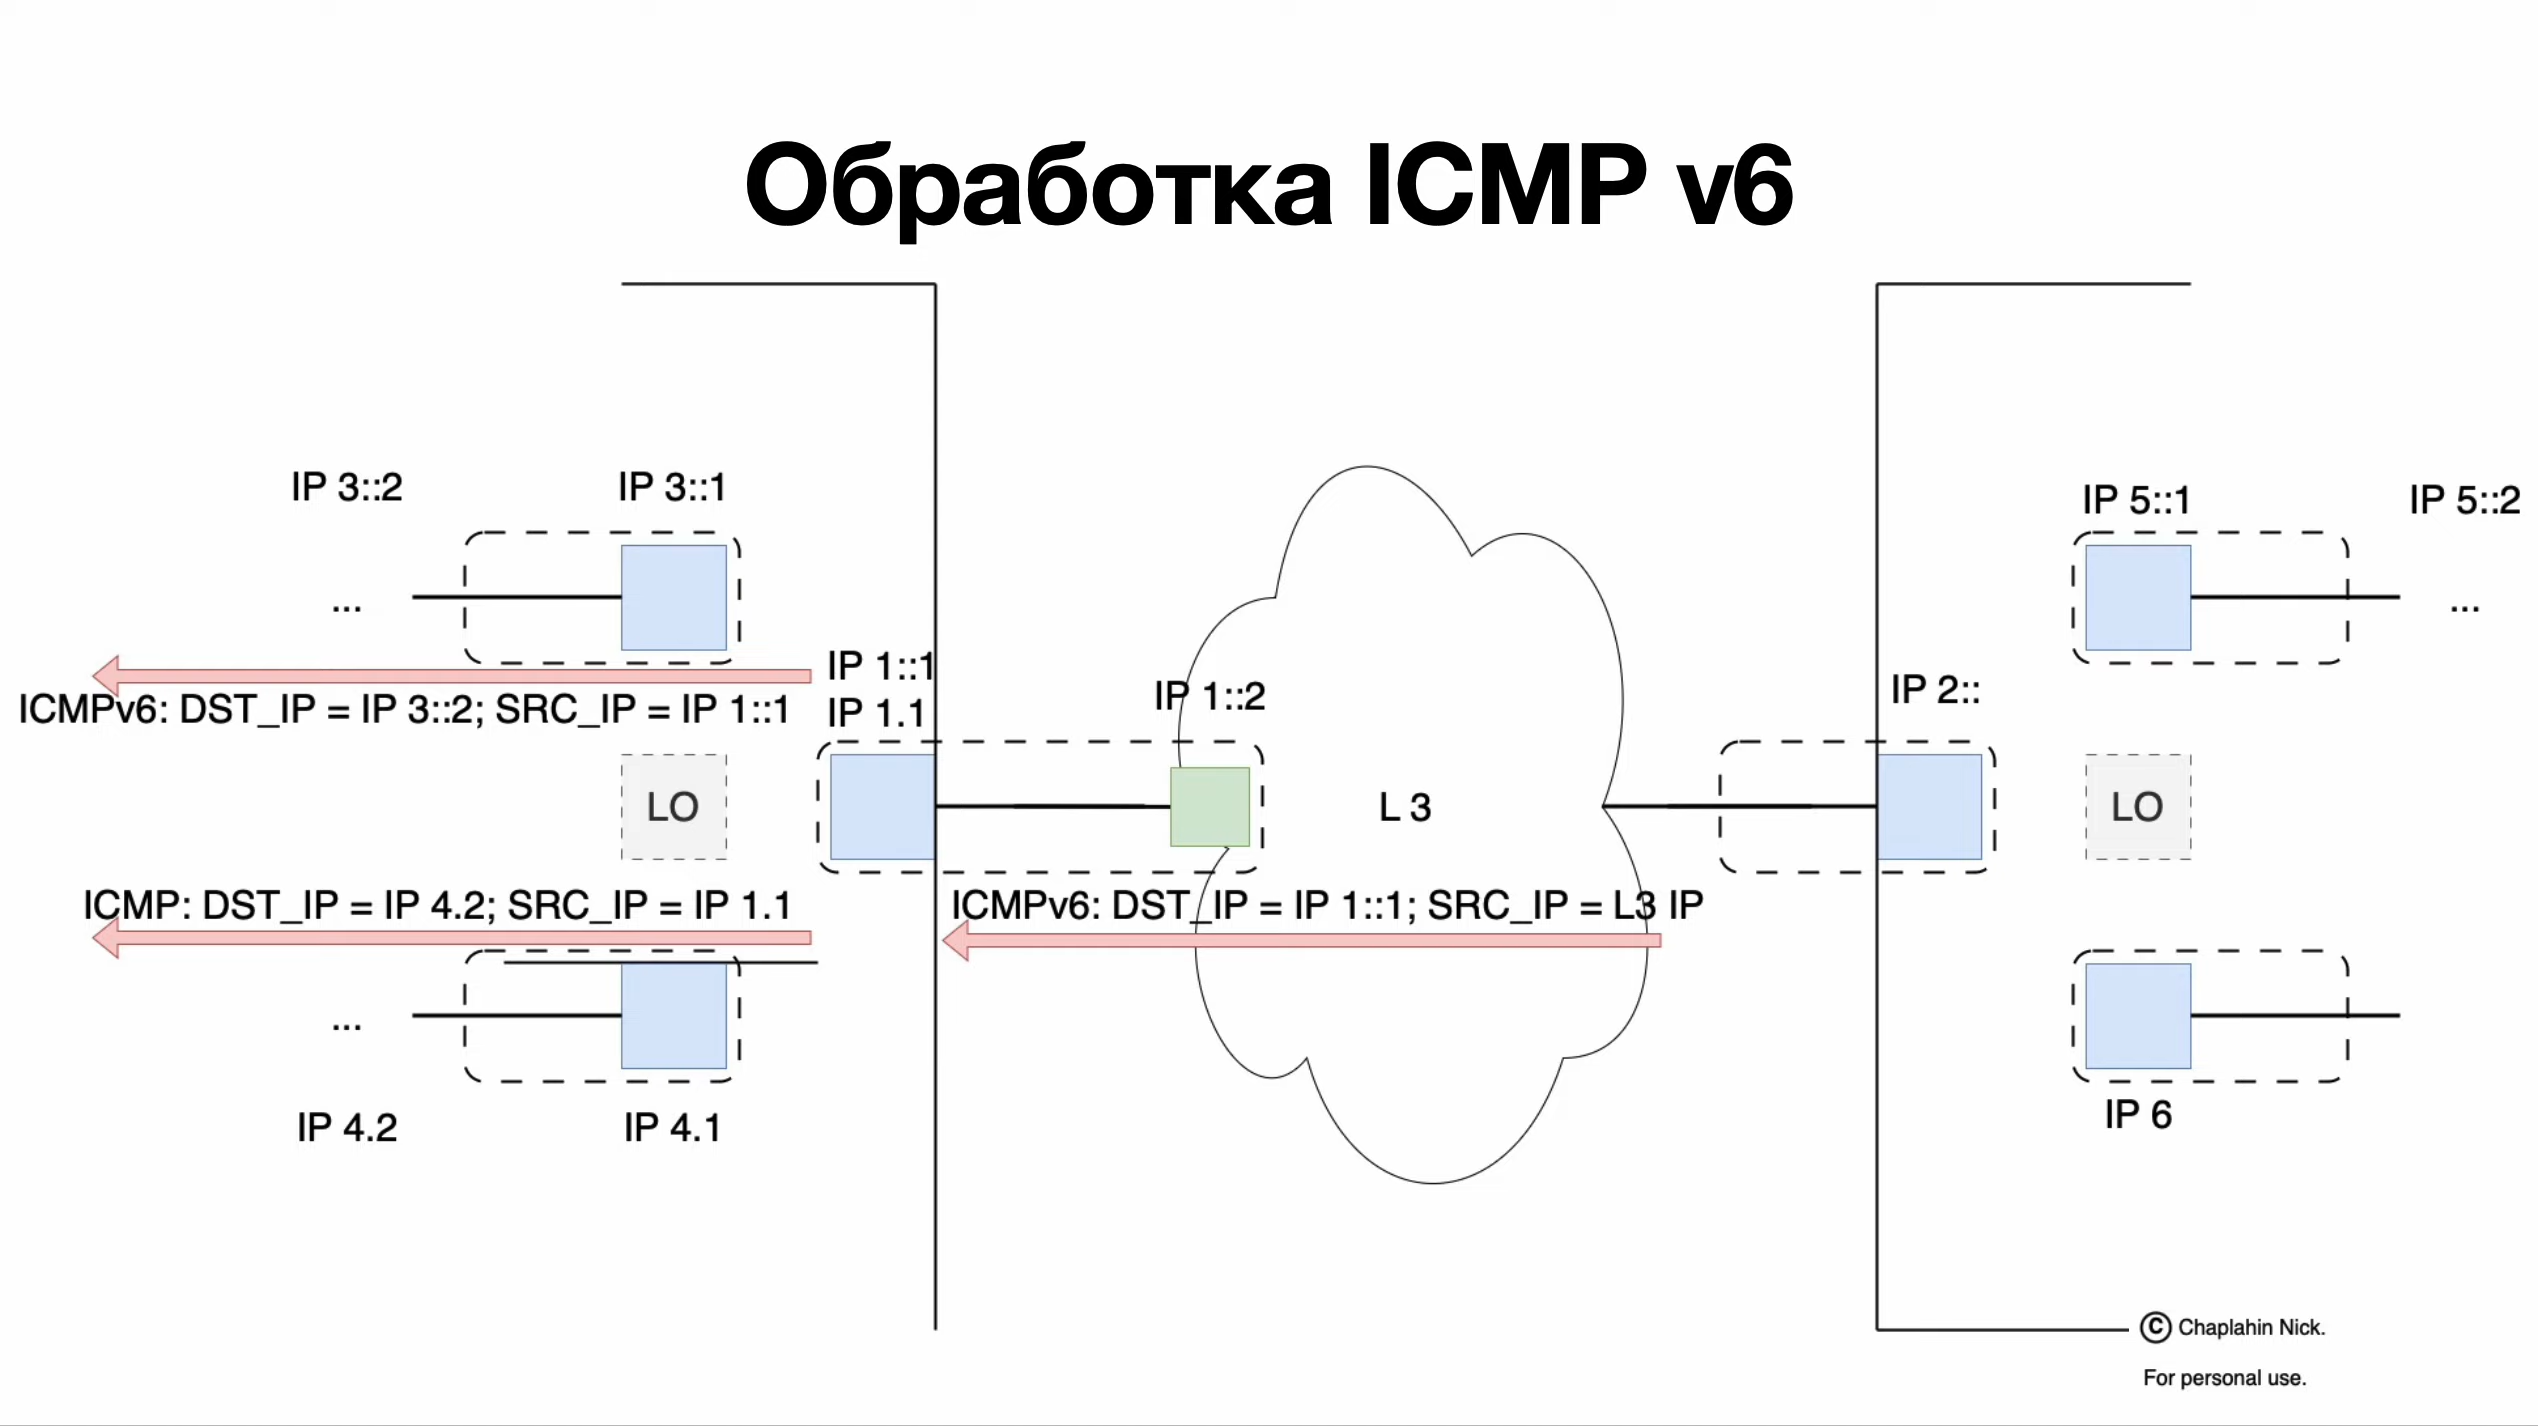 Обработка ICMP v6
IP 3::2
IP 3::1
IP 5::1
IP 5::2
...
...
IP 1::1
ICMPv6: DST_IP = IP 3::2; SRC_IP = IP 1::1
IP 1.1
IP 1::2
IP 2::
LO
L 3
LO
ICMP: DST_IP = IP 4.2; SRC_IP = IP 1.1
ICMPv6: DST_IP = IP 1::1; SRC_IP = L3 IP
...
IP 4.2
IP 4.1
IP 6
© Chaplahin Nick.
For personal use.